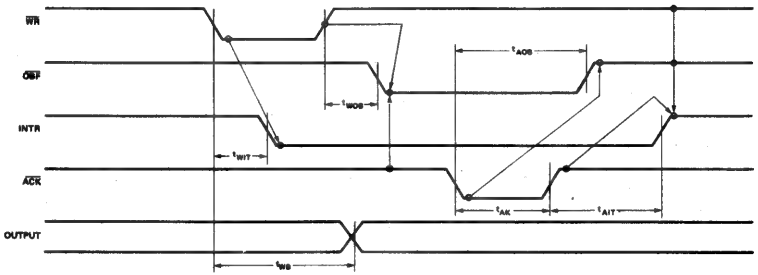 WR
tAOB
OBF
tWOB
INTR
tWIT
ACK
tAK
tAIT
OUTPUT
tWB